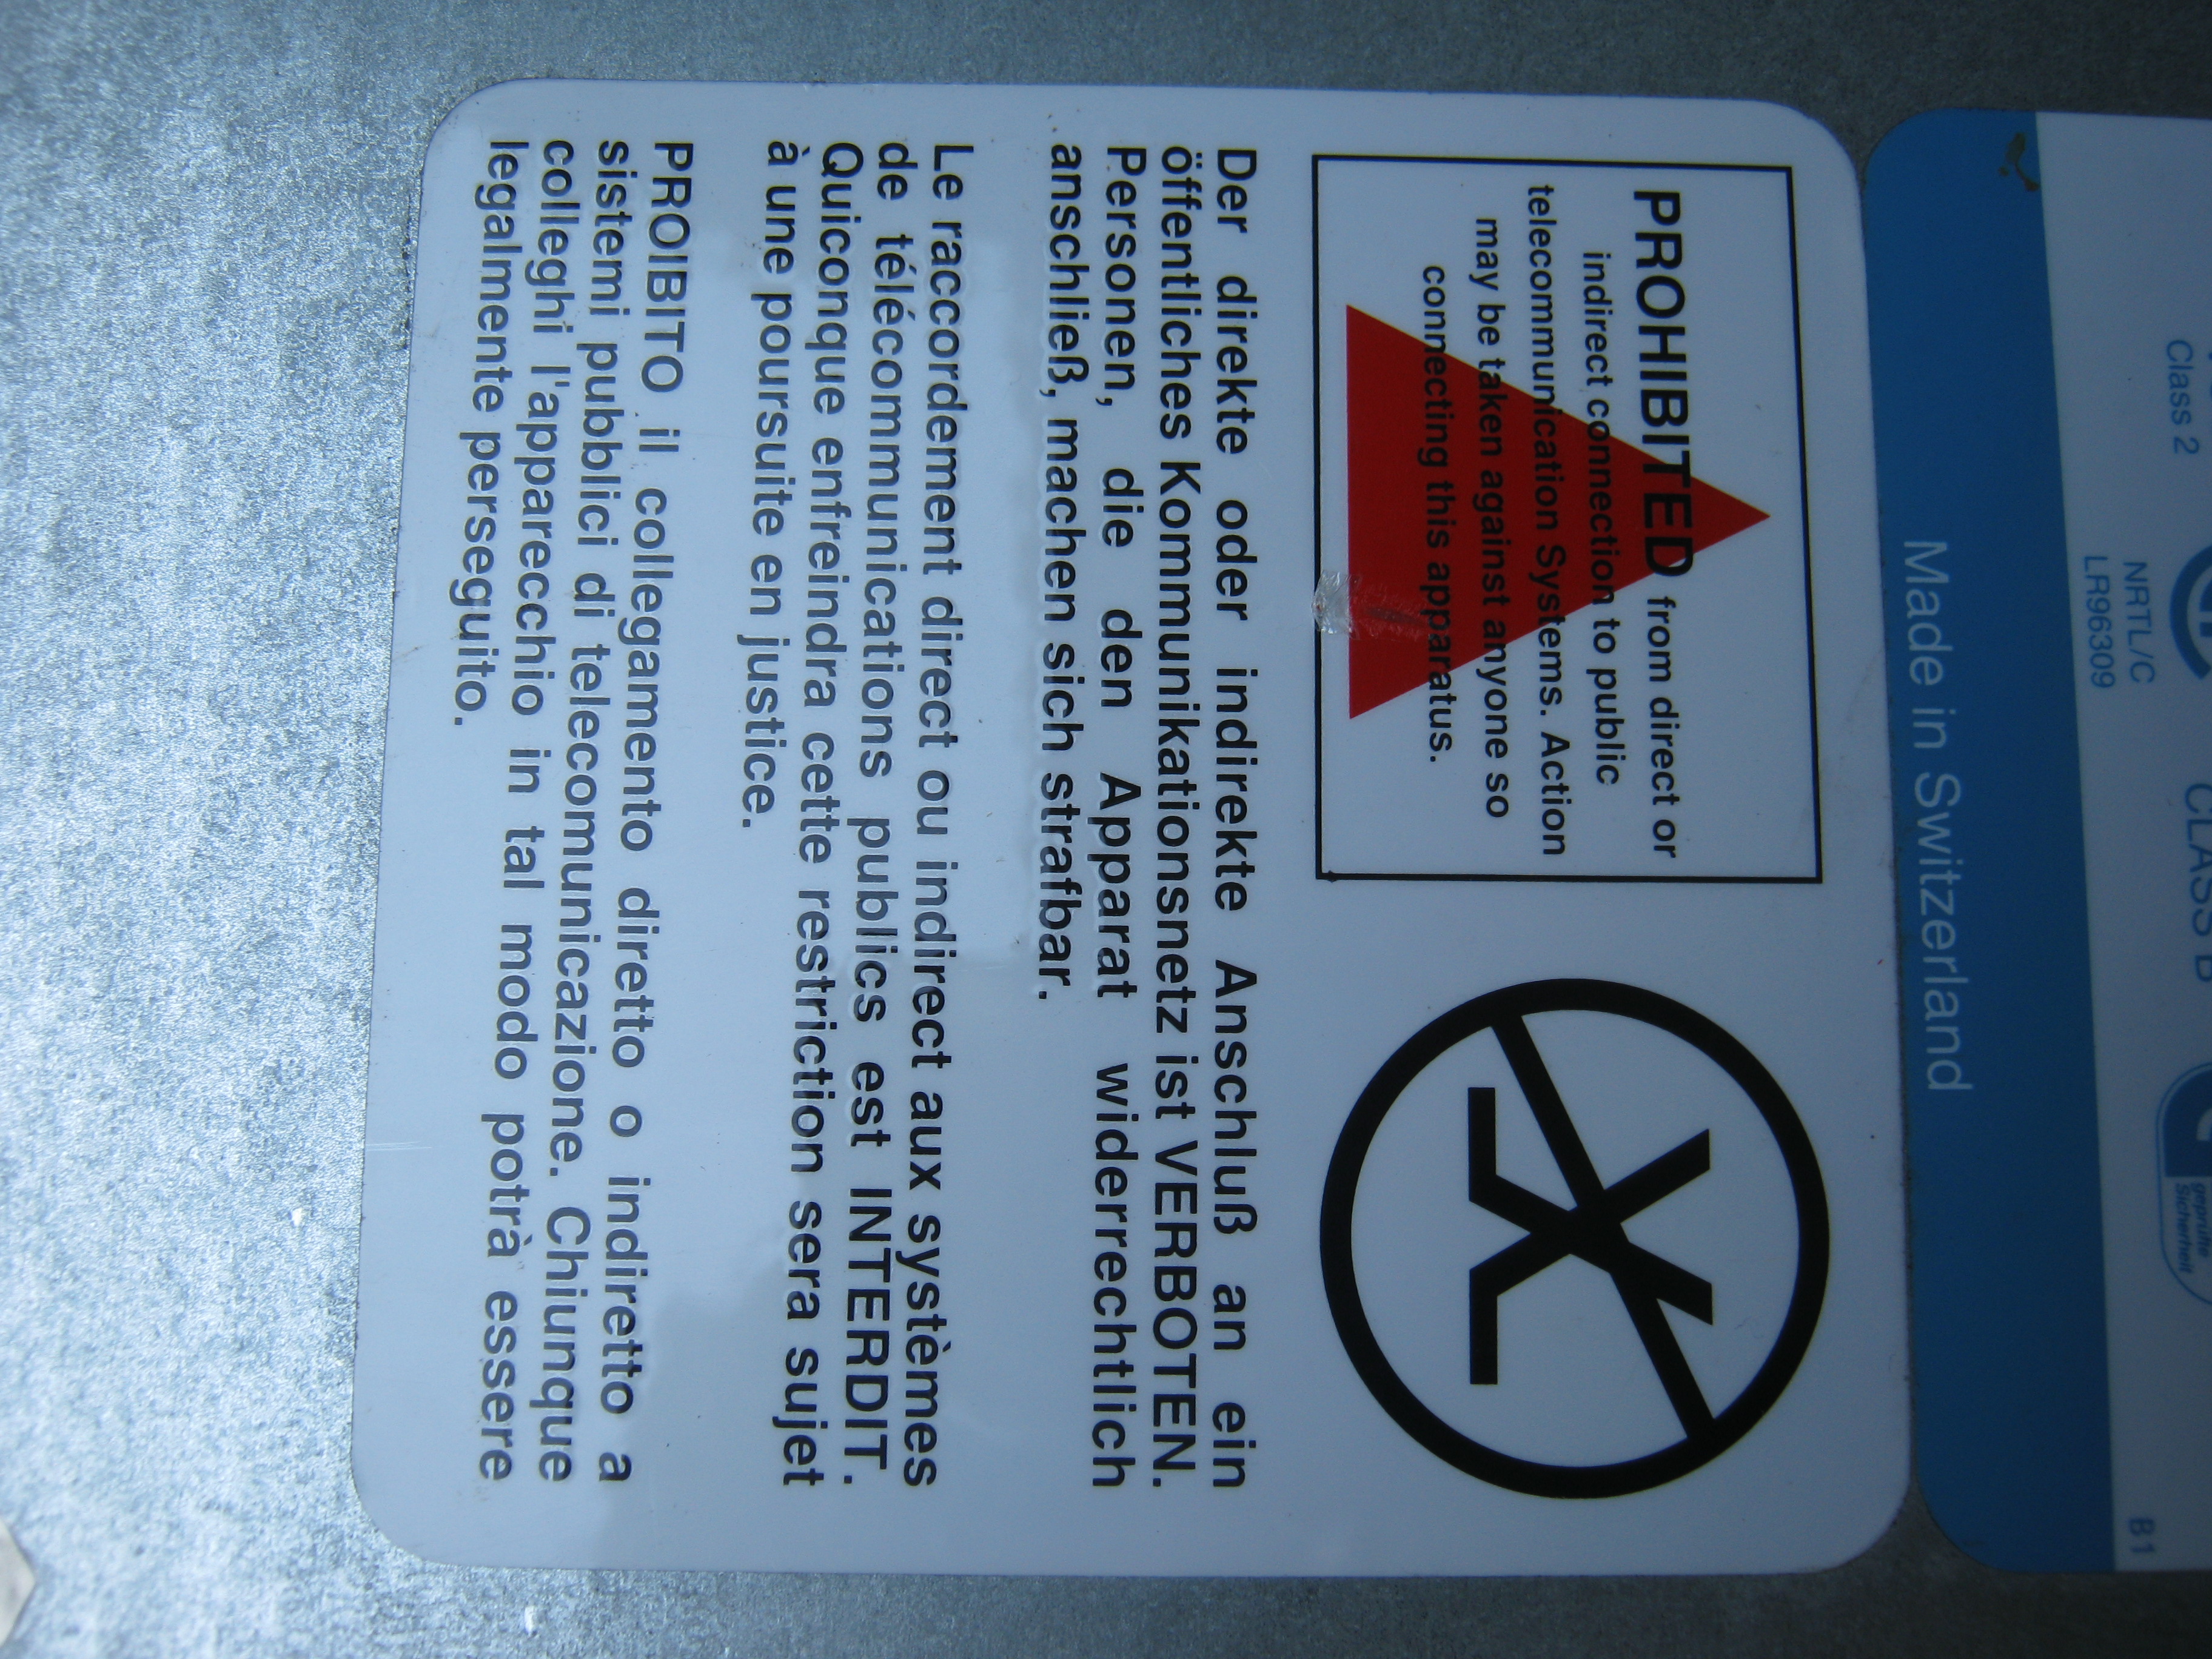 Class 2
CLASS B
NRTL/C
LR96309
geprüfte
Sicherheit
B1
Made in Switzerland
PROHIBITED from direct or
indirect connection to public
telecommunication Systems. Action
may be taken against anyone so
connecting this apparatus.
Der direkte oder indirekte Anschluß an ein
öffentliches Kommunikationsnetz ist VERBOTEN.
Personen, die den Apparat widerrechtlich
anschließ, machen sich strafbar.
Le raccordement direct ou indirect aux systèmes
de télécommunications publics est INTERDIT.
Quiconque enfreindra cette restriction sera sujet
à une poursuite en justice.
PROIBITO il collegamento diretto o indiretto a
sistemi pubblici di telecomunicazione. Chiunque
colleghi l'apparecchio in tal modo potrà essere
legalmente perseguito.